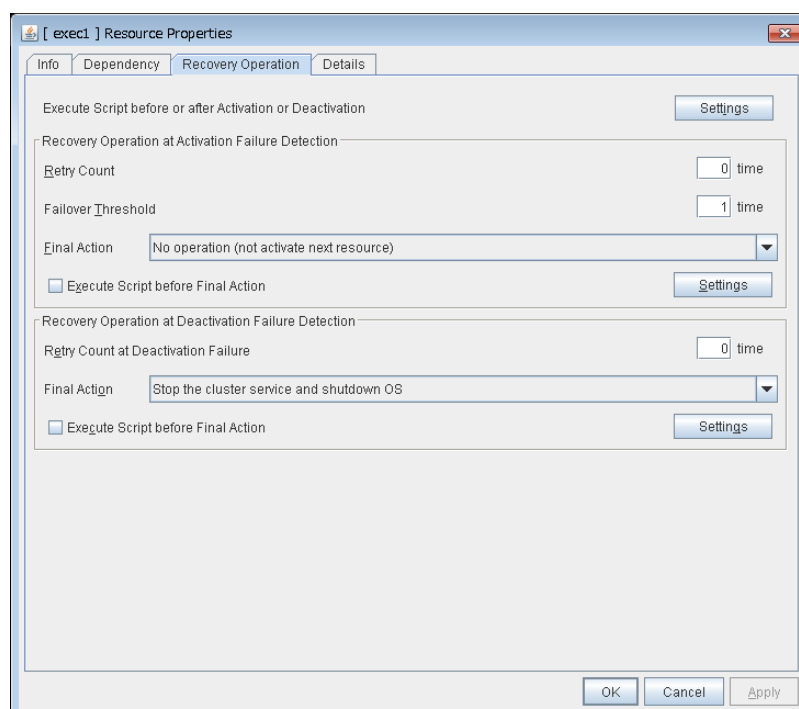 [ exec1 ] Resource Properties
Info Dependency Recovery Operation Details
Execute Script before or after Activation or Deactivation Settings
Recovery Operation at Activation Failure Detection
Retry Count 0 time
Failover Threshold 1 time
Final Action No operation (not activate next resource)
Execute Script before Final Action Settings
Recovery Operation at Deactivation Failure Detection
Retry Count at Deactivation Failure 0 time
Final Action Stop the cluster service and shutdown OS
Execute Script before Final Action Settings
OK Cancel Apply